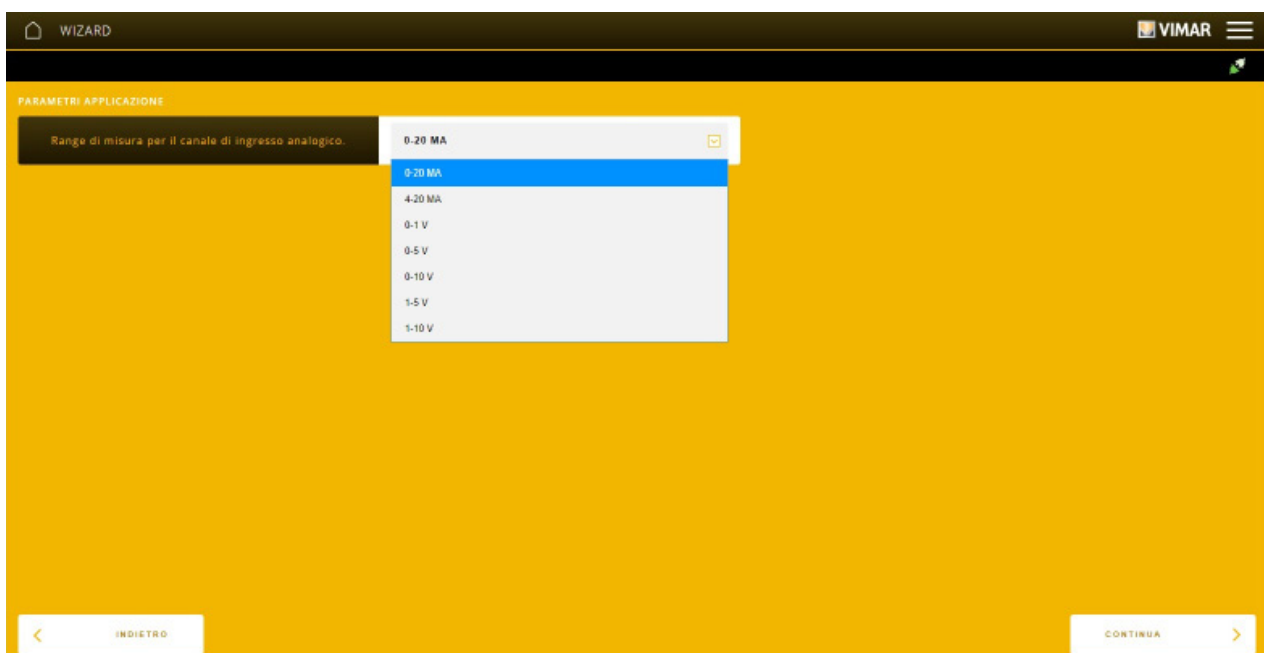 WIZARD
VIMAR
PARAMETRI APPLICAZIONE
Range di misura per il canale di ingresso analogico.
0-20 MA
0-20 MA
4-20 MA
0-1 V
0-5 V
0-10 V
1-5 V
1-10 V
INDIETRO
CONTINUA